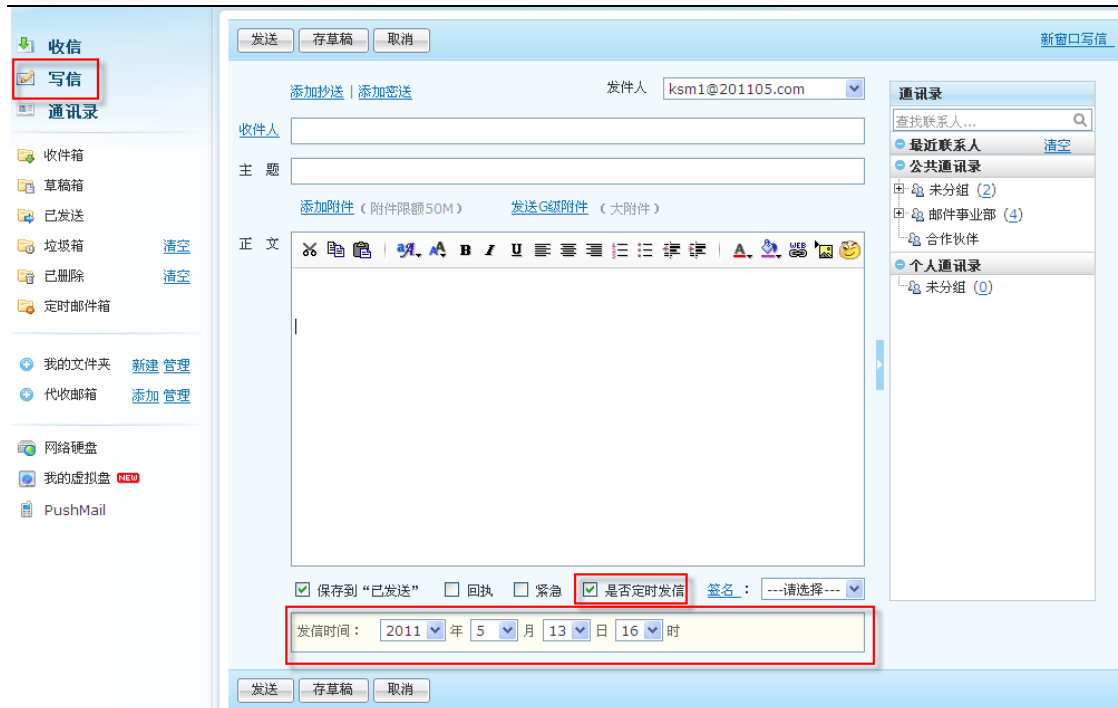 收信
写信
通讯录
收件箱
草稿箱
已发送
垃圾箱 清空
已删除 清空
定时邮件箱
我的文件夹 新建 管理
代收邮箱 添加 管理
网络硬盘
我的虚拟盘 NEW
PushMail
发送 存草稿 取消 新窗口写信
添加抄送 | 添加密送 发件人 ksm1@201105.com
收件人
主 题
添加附件（附件限额50M） 发送G级附件（大附件）
正 文 B I U A WEB
保存到“已发送” 回执 紧急 是否定时发信 签名： ---请选择---
发信时间： 2011 年 5 月 13 日 16 时
发送 存草稿 取消
通讯录
查找联系人...
最近联系人 清空
公共通讯录
未分组 (2)
邮件事业部 (4)
合作伙伴
个人通讯录
未分组 (0)